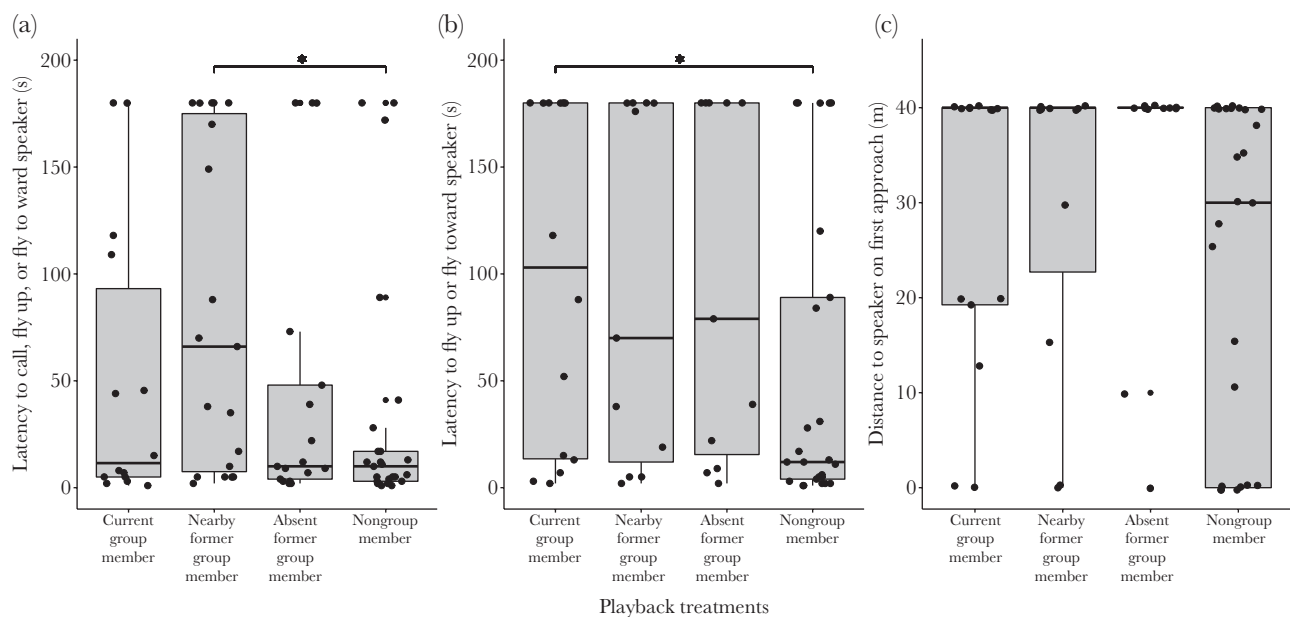 (a)
(b)
(c)
Latency to call, fly up, or fly to ward speaker (s)
200
150
100
50
0
*
Current group member
Nearby former group member
Absent former group member
Nongroup member
Latency to fly up or fly toward speaker (s)
200
150
100
50
0
*
Current group member
Nearby former group member
Absent former group member
Nongroup member
Distance to speaker on first approach (m)
40
30
20
10
0
Current group member
Nearby former group member
Absent former group member
Nongroup member
Playback treatments